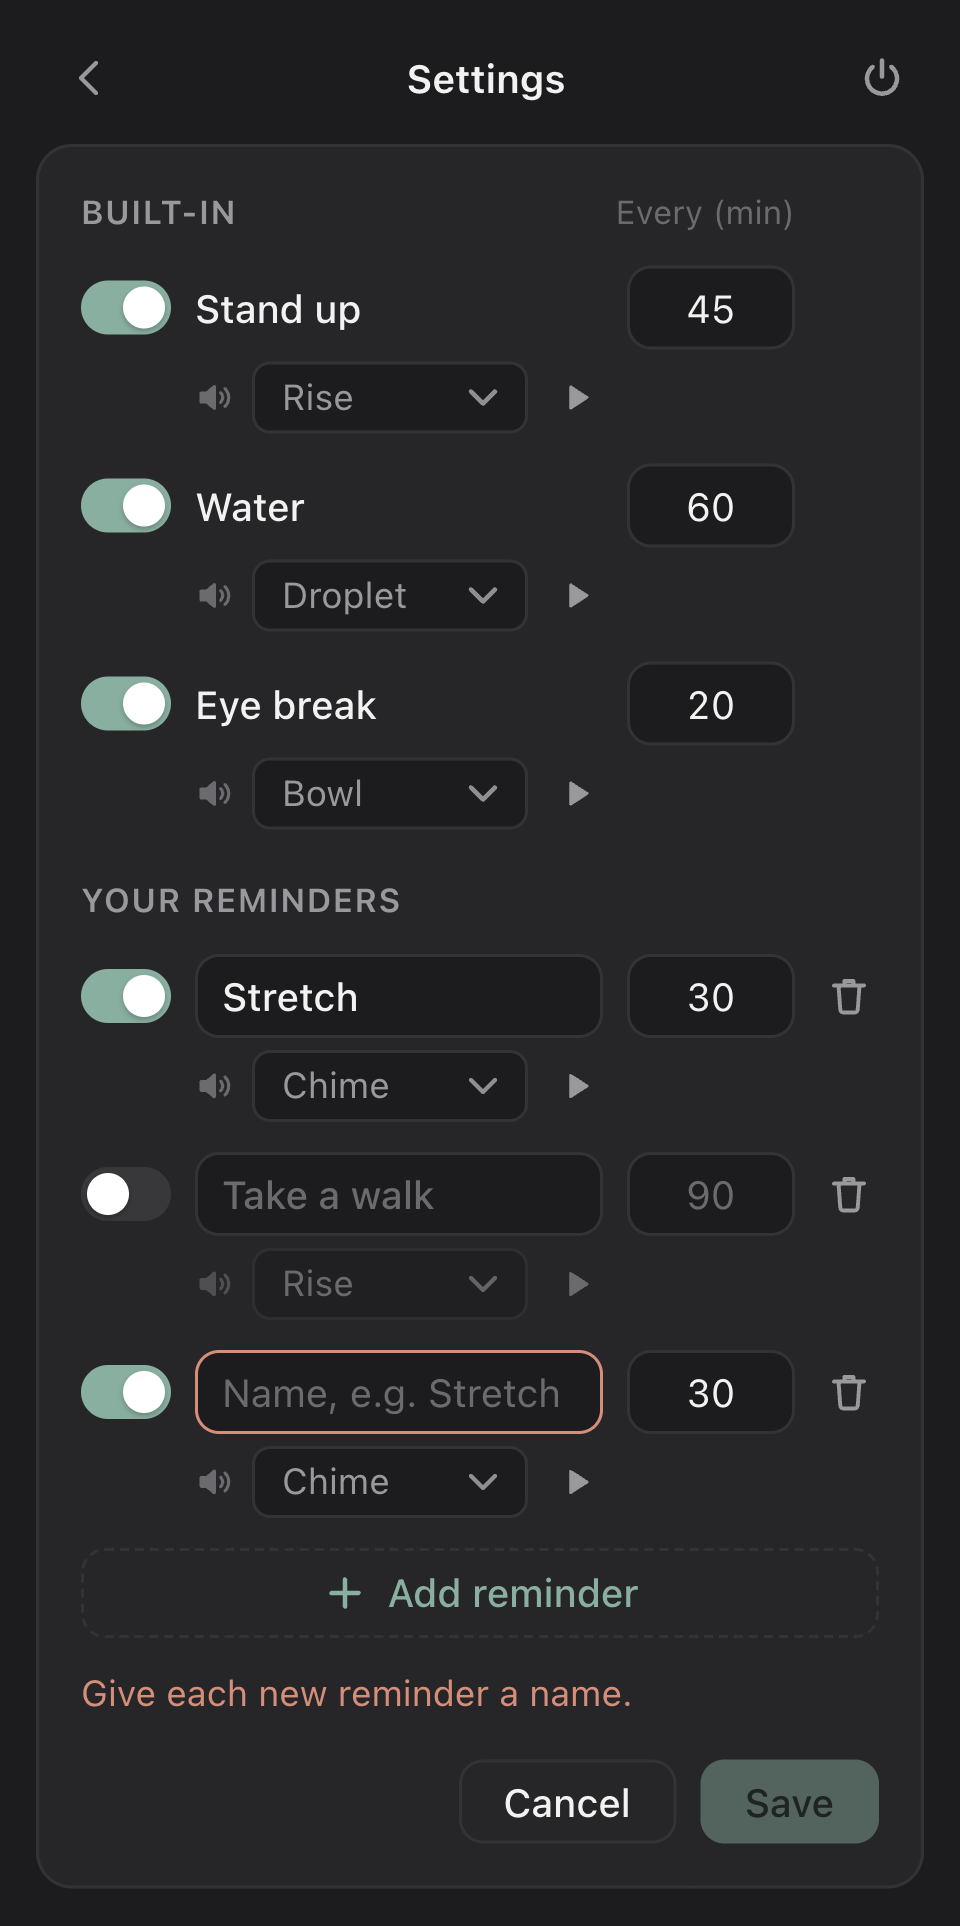 Settings
BUILT-IN Every (min)
Stand up 45
Rise
Water 60
Droplet
Eye break 20
Bowl
YOUR REMINDERS
Stretch 30
Chime
Take a walk 90
Rise
Name, e.g. Stretch 30
Chime
+ Add reminder
Give each new reminder a name.
Cancel Save